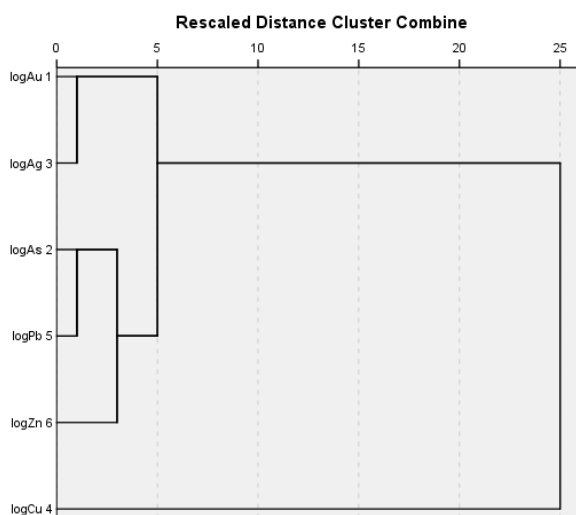 Rescaled Distance Cluster Combine
0 5 10 15 20 25
logAu 1
logAg 3
logAs 2
logPb 5
logZn 6
logCu 4